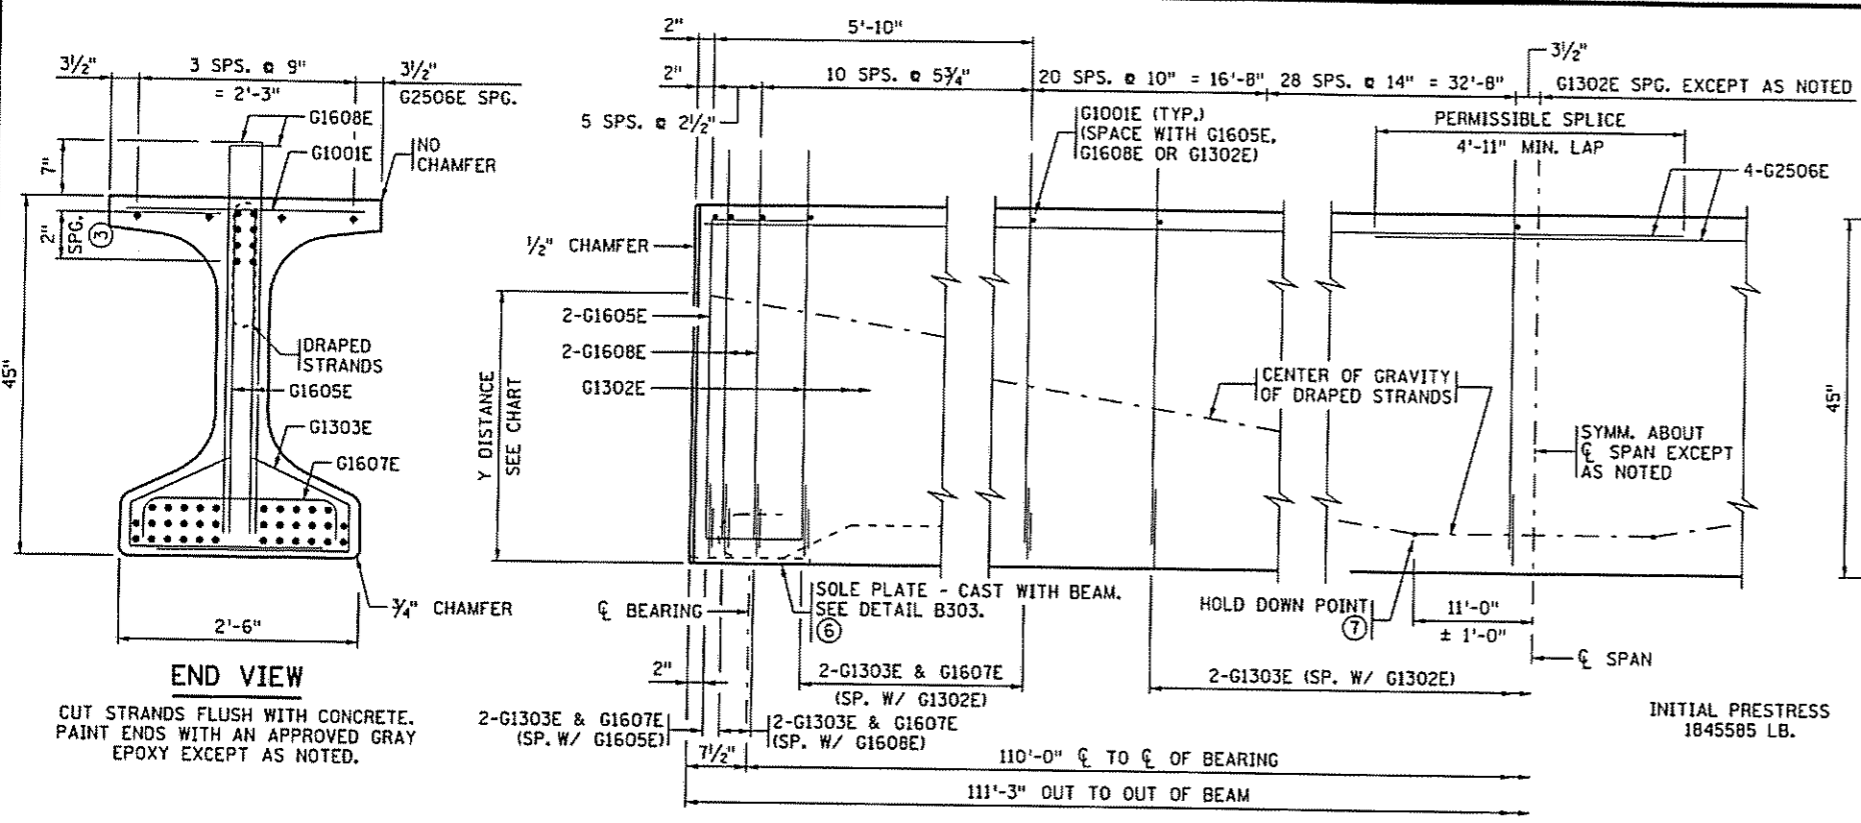 2"
5'-10"
3½"
3 SPS. @ 9"
= 2'-3"
3½"
G2506E SPG.
2"
10 SPS. @ 5¾"
20 SPS. @ 10" = 16'-8"
28 SPS. @ 14" = 32'-8"
3½"
G1302E SPG. EXCEPT AS NOTED
5 SPS. @ 2½"
G1608E
G1001E
NO
CHAMFER
7"
G1001E (TYP.)
(SPACE WITH G1605E,
G1608E OR G1302E)
PERMISSIBLE SPLICE
4'-11" MIN. LAP
4-G2506E
2"
SPG.
3
½" CHAMFER
DRAPED
STRANDS
G1605E
G1303E
G1607E
45"
2-G1605E
2-G1608E
G1302E
Y DISTANCE
SEE CHART
CENTER OF GRAVITY
OF DRAPED STRANDS
SYMM. ABOUT
℄ SPAN EXCEPT
AS NOTED
45"
¾" CHAMFER
2'-6"
END VIEW
CUT STRANDS FLUSH WITH CONCRETE.
PAINT ENDS WITH AN APPROVED GRAY
EPOXY EXCEPT AS NOTED.
℄ BEARING
SOLE PLATE - CAST WITH BEAM.
SEE DETAIL B303.
6
HOLD DOWN POINT
7
11'-0"
± 1'-0"
℄ SPAN
2"
2-G1303E & G1607E
(SP. W/ G1302E)
2-G1303E (SP. W/ G1302E)
2-G1303E & G1607E
(SP. W/ G1605E)
2-G1303E & G1607E
(SP. W/ G1608E)
INITIAL PRESTRESS
1845585 LB.
7½"
110'-0" ℄ TO ℄ OF BEARING
111'-3" OUT TO OUT OF BEAM